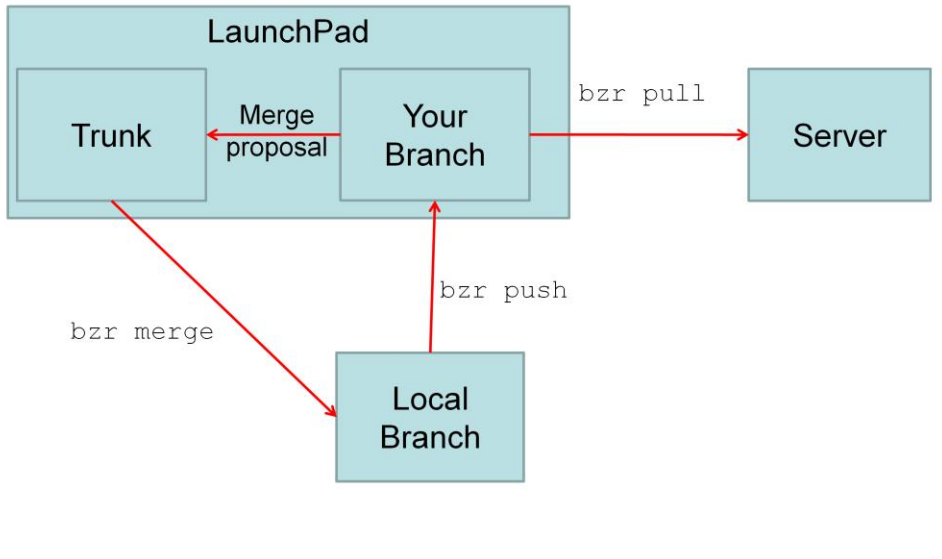 LaunchPad
Trunk
Merge
proposal
Your
Branch
bzr pull
Server
bzr push
bzr merge
Local
Branch